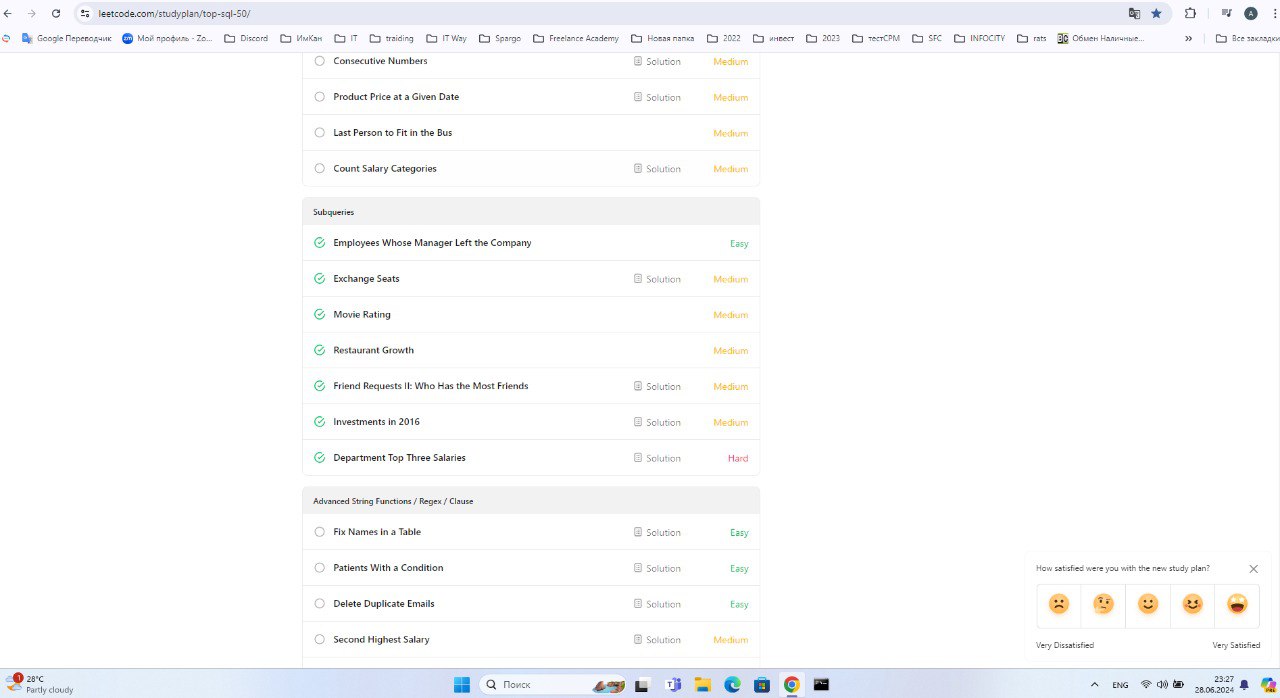 leetcode.com/studyplan/top-sql-50/
A
Google Переводчик
zm
Мой профиль - Zo...
Discord
ИмКан
IT
traiding
IT Way
Spargo
Freelance Academy
Новая папка
2022
инвест
2023
тестСРМ
SFC
INFOCITY
rats
Обмен Наличные...
»
Все закладки
Consecutive Numbers Solution Medium
Product Price at a Given Date Solution Medium
Last Person to Fit in the Bus Medium
Count Salary Categories Solution Medium
Subqueries
Employees Whose Manager Left the Company Easy
Exchange Seats Solution Medium
Movie Rating Medium
Restaurant Growth Medium
Friend Requests II: Who Has the Most Friends Solution Medium
Investments in 2016 Solution Medium
Department Top Three Salaries Solution Hard
Advanced String Functions / Regex / Clause
Fix Names in a Table Solution Easy
Patients With a Condition Solution Easy
Delete Duplicate Emails Solution Easy
Second Highest Salary Solution Medium
How satisfied were you with the new study plan?
Very Dissatisfied Very Satisfied
1
28°C
Partly cloudy
Поиск
ENG
23:27